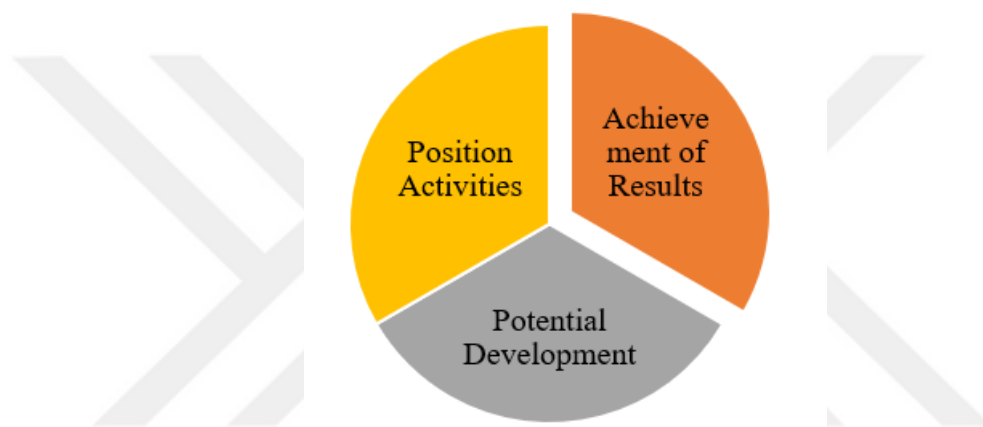 Position
Activities
Achieve
ment of
Results
Potential
Development